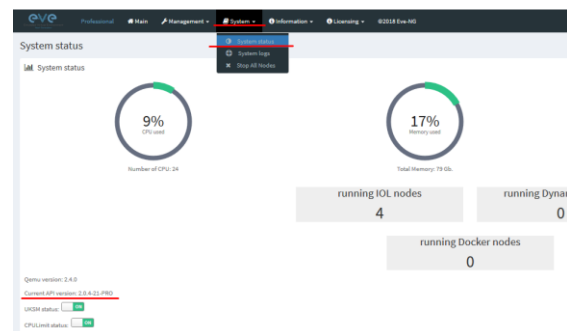 eve Professional Main Management System Information Licensing ©2018 Eve-NG
System status
System logs
Stop All Nodes
System status
System status
9%
CPU used
Number of CPU: 24
17%
Memory used
Total Memory: 79 Gb.
running IOL nodes
4
running Dynam
0
running Docker nodes
0
Qemu version: 2.4.0
Current API version: 2.0.4-21-PRO
UKSM status: ON
CPULimit status: ON